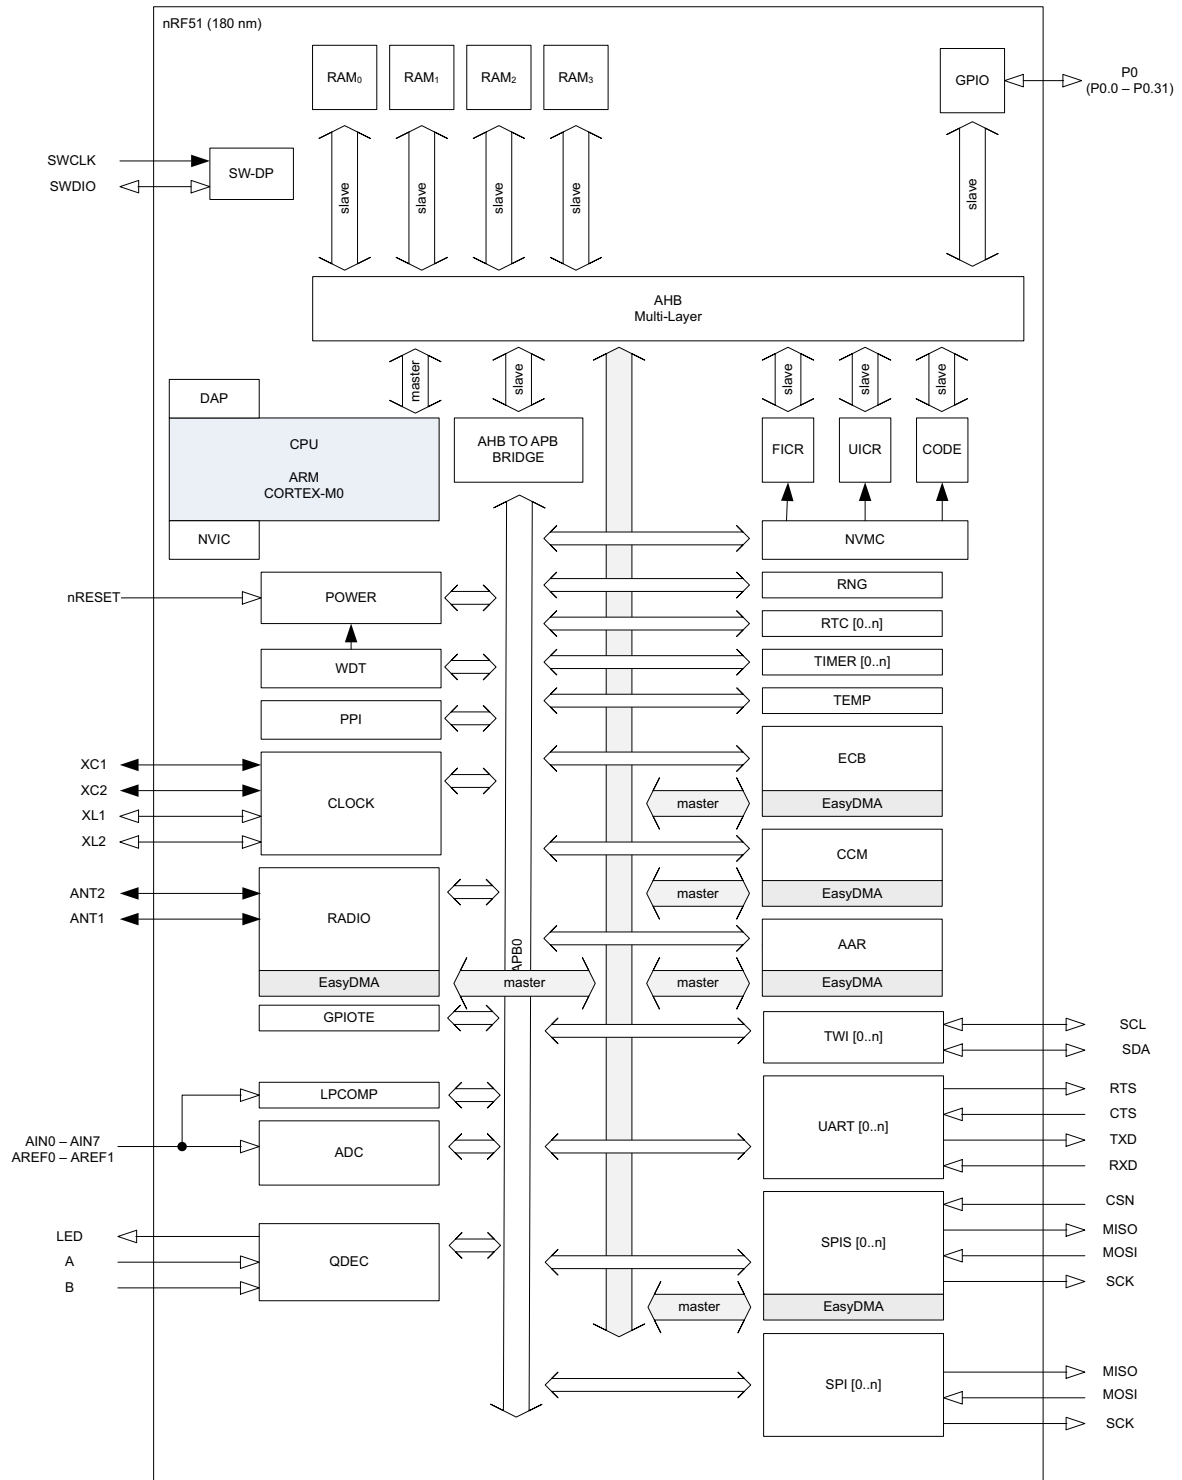 nRF51 (180 nm)
RAM0
RAM1
RAM2
RAM3
GPIO
P0
(P0.0 – P0.31)
SWCLK
SWDIO
SW-DP
slave
slave
slave
slave
slave
AHB
Multi-Layer
master
slave
slave
slave
slave
DAP
CPU
ARM
CORTEX-M0
NVIC
AHB TO APB
BRIDGE
FICR
UICR
CODE
NVMC
nRESET
POWER
RNG
RTC [0..n]
WDT
TIMER [0..n]
TEMP
PPI
XC1
XC2
XL1
XL2
CLOCK
ECB
master
EasyDMA
CCM
master
EasyDMA
ANT2
ANT1
RADIO
EasyDMA
APB0
master
AAR
master
EasyDMA
GPIOTE
TWI [0..n]
SCL
SDA
LPCOMP
AIN0 – AIN7
AREF0 – AREF1
ADC
UART [0..n]
RTS
CTS
TXD
RXD
LED
A
B
QDEC
SPIS [0..n]
CSN
MISO
MOSI
SCK
master
EasyDMA
SPI [0..n]
MISO
MOSI
SCK